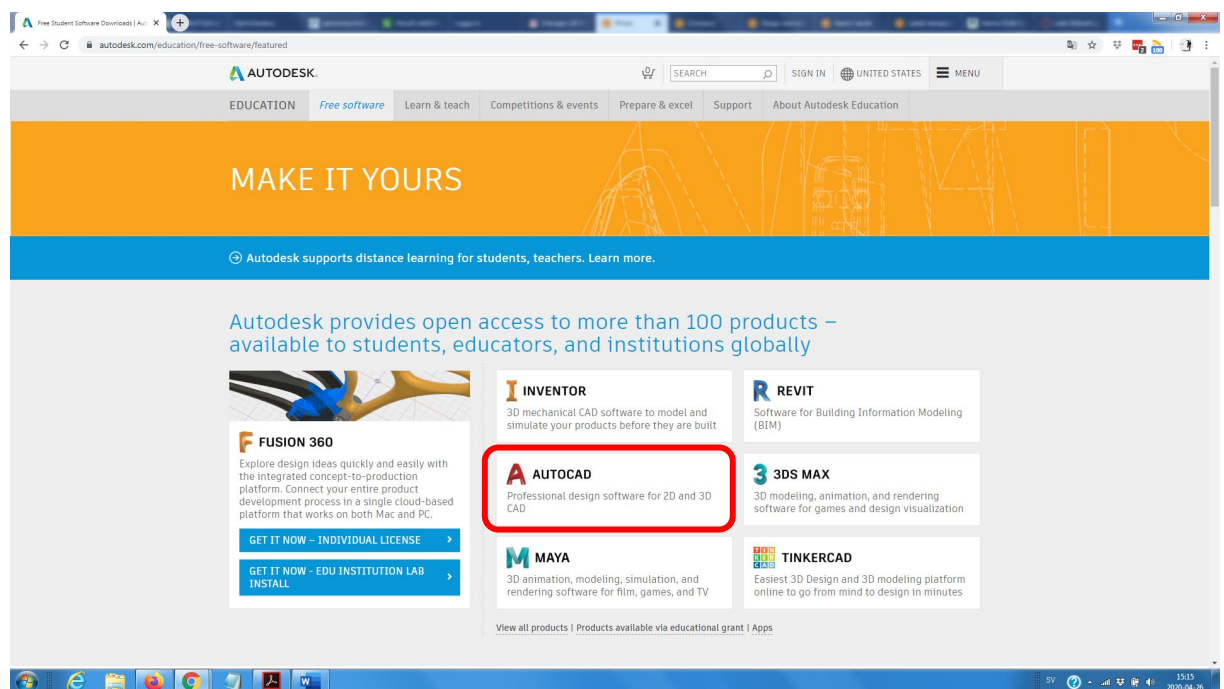 Free Student Software Downloads | Aut
autodesk.com/education/free-software/featured
2
100
AUTODESK.
0
SEARCH
SIGN IN
UNITED STATES
MENU
EDUCATION
Free software
Learn & teach
Competitions & events
Prepare & excel
Support
About Autodesk Education
MAKE IT YOURS
Autodesk supports distance learning for students, teachers. Learn more.
Autodesk provides open access to more than 100 products –
available to students, educators, and institutions globally
FUSION 360
Explore design ideas quickly and easily with
the integrated concept-to-production
platform. Connect your entire product
development process in a single cloud-based
platform that works on both Mac and PC.
GET IT NOW – INDIVIDUAL LICENSE
GET IT NOW - EDU INSTITUTION LAB
INSTALL
INVENTOR
3D mechanical CAD software to model and
simulate your products before they are built
REVIT
Software for Building Information Modeling
(BIM)
AUTOCAD
Professional design software for 2D and 3D
CAD
3DS MAX
3D modeling, animation, and rendering
software for games and design visualization
MAYA
3D animation, modeling, simulation, and
rendering software for film, games, and TV
TINKERCAD
Easiest 3D Design and 3D modeling platform
online to go from mind to design in minutes
View all products | Products available via educational grant | Apps
SV
15:15
2020-04-26